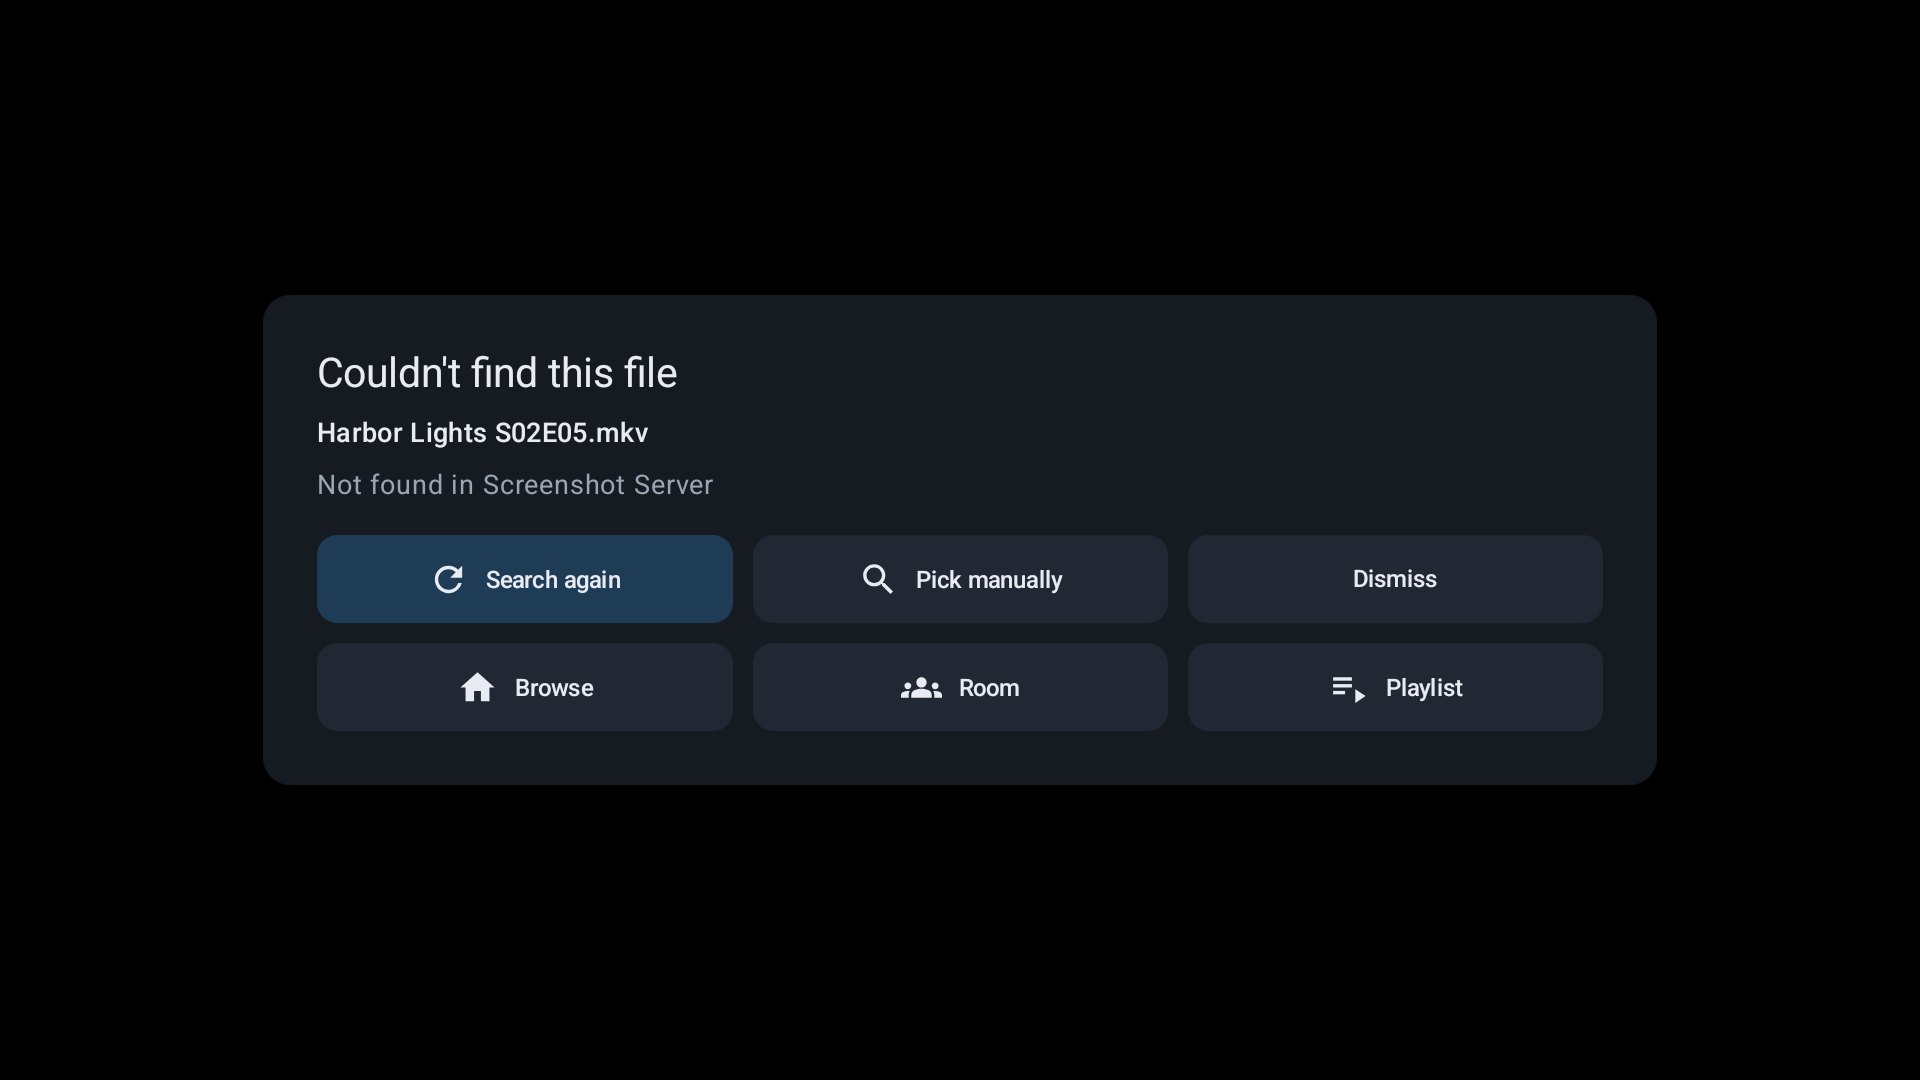 Couldn't find this file
Harbor Lights S02E05.mkv
Not found in Screenshot Server
Search again
Pick manually
Dismiss
Browse
Room
Playlist